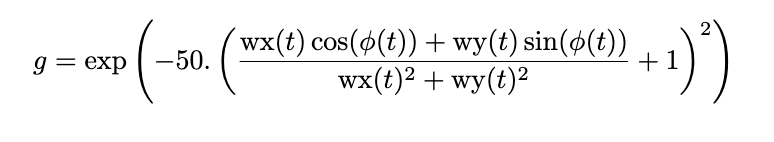 g = exp(−50. ((wx(t) cos(ϕ(t)) + wy(t) sin(ϕ(t)))/(wx(t)² + wy(t)²) + 1)²)